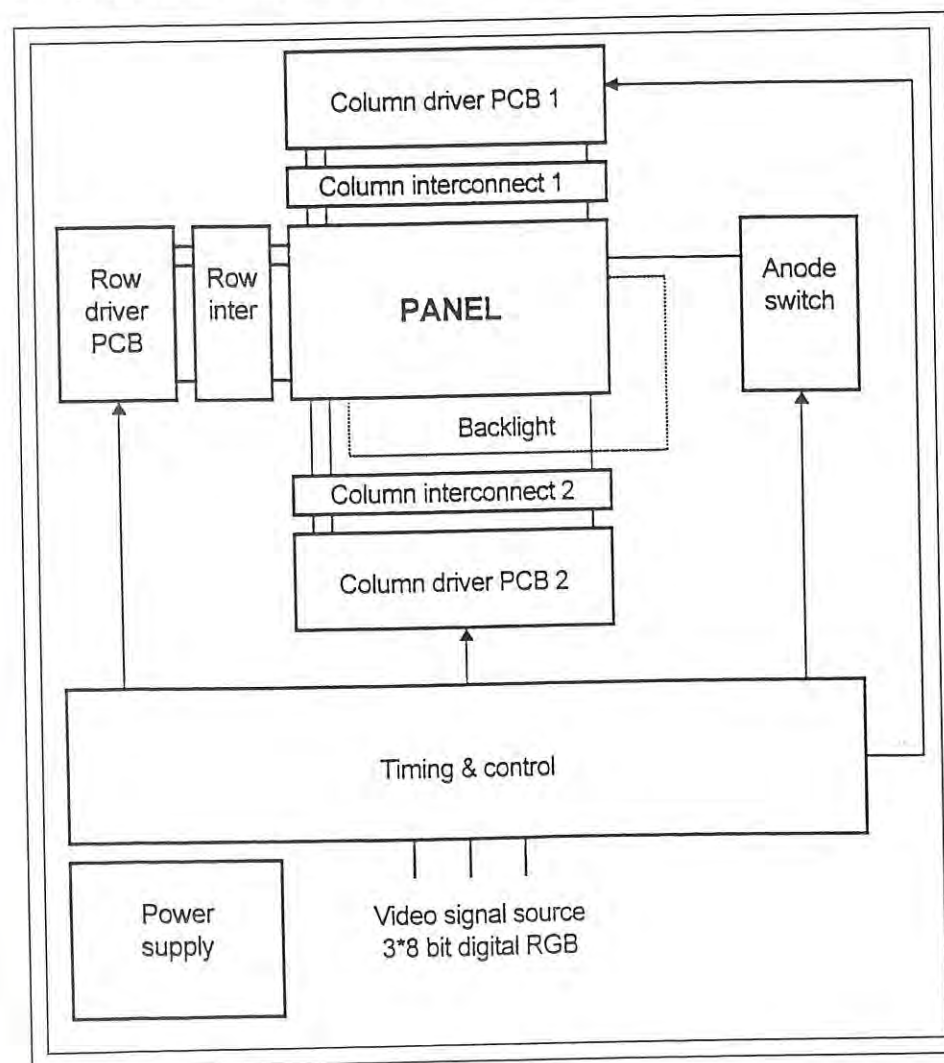 Column driver PCB 1
Column interconnect 1
Row
driver
PCB
Row
inter
PANEL
Anode
switch
Backlight
Column interconnect 2
Column driver PCB 2
Timing & control
Power
supply
Video signal source
3*8 bit digital RGB